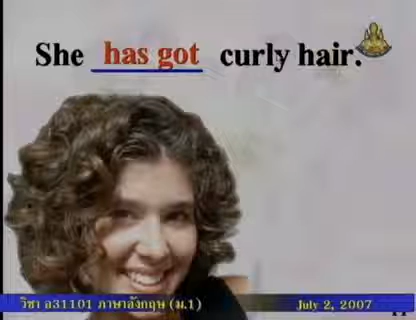 She has got curly hair.
วิชา อ31101 ภาษาอังกฤษ (ม.1) July 2, 2007